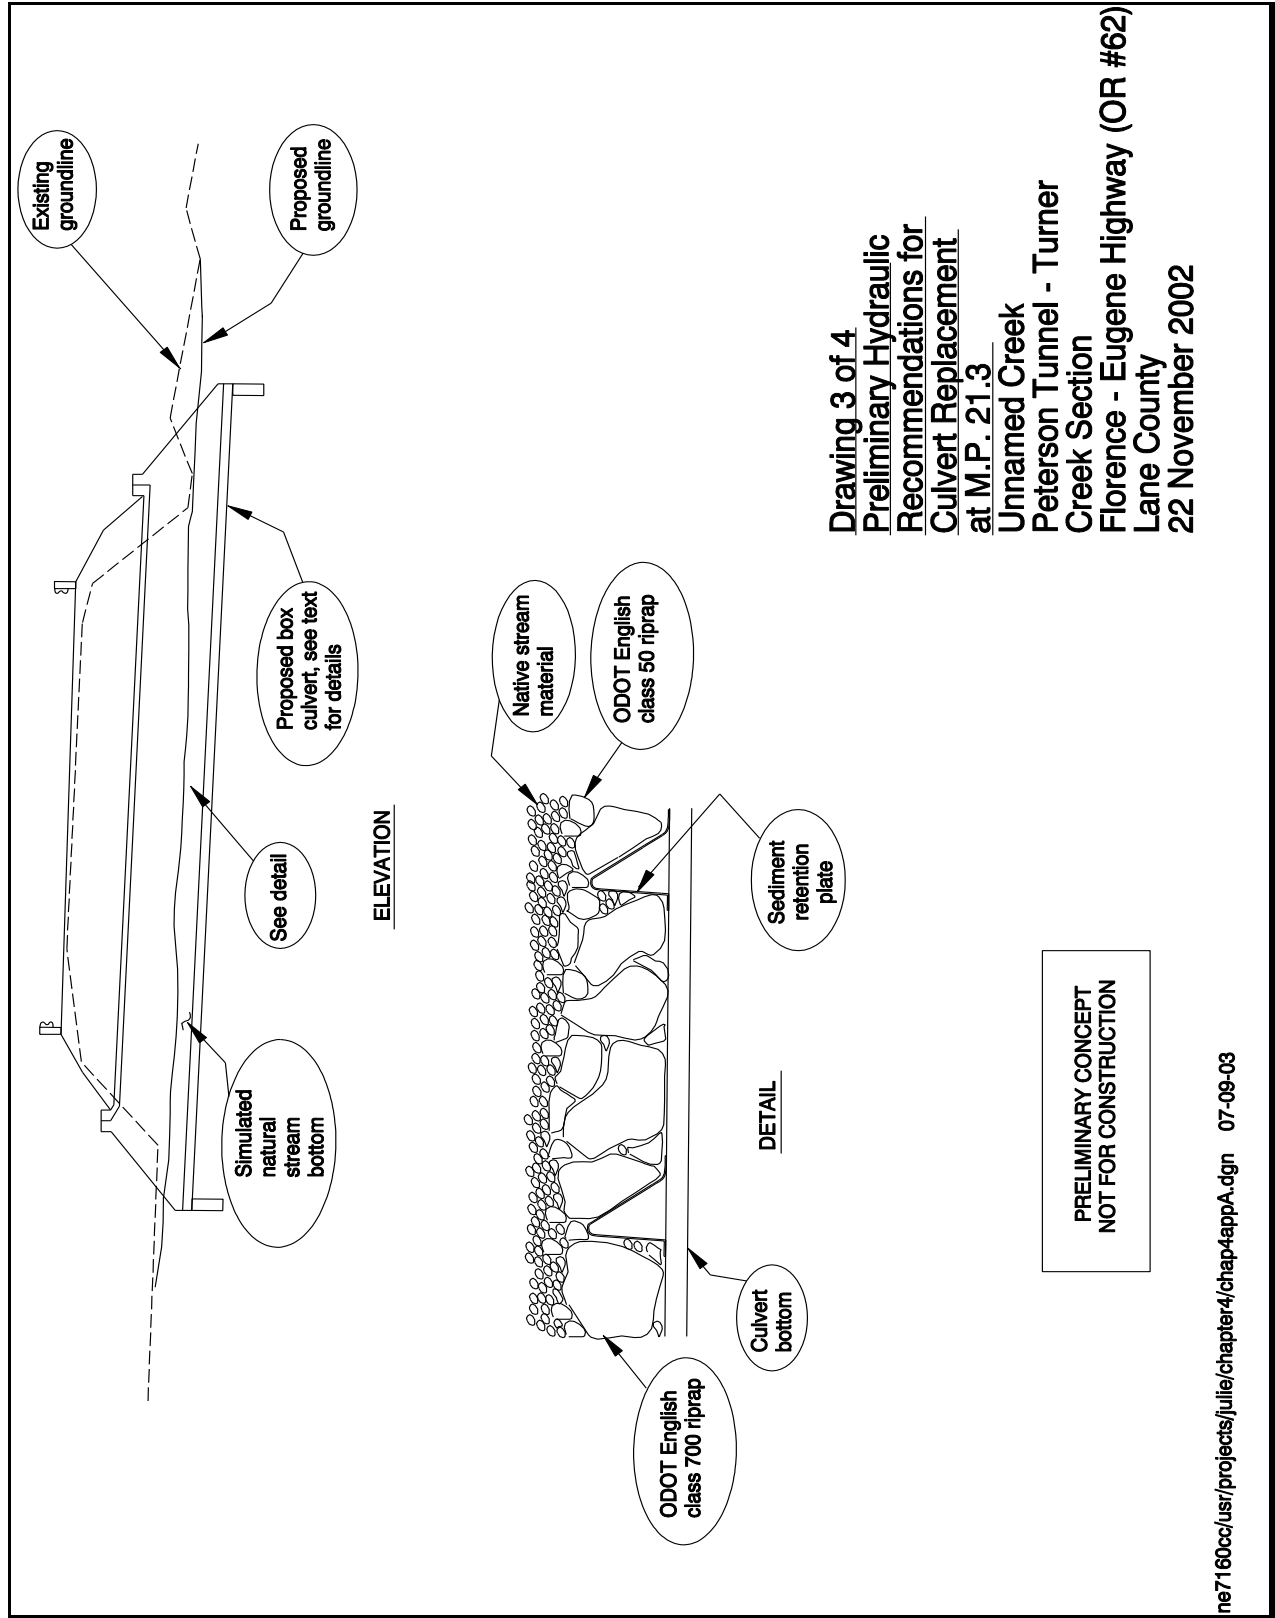 Existing
groundline
Proposed
groundline
Proposed box
culvert, see text
for details
See detail
Simulated
natural
stream
bottom
ELEVATION
Native stream
material
ODOT English
class 50 riprap
Sediment
retention
plate
Culvert
bottom
ODOT English
class 700 riprap
DETAIL
Drawing 3 of 4
Preliminary Hydraulic
Recommendations for
Culvert Replacement
at M.P. 21.3
Unnamed Creek
Peterson Tunnel - Turner
Creek Section
Florence - Eugene Highway (OR #62)
Lane County
22 November 2002
PRELIMINARY CONCEPT
NOT FOR CONSTRUCTION
ne7160cc/usr/projects/julie/chapter4/chap4appA.dgn 07-09-03